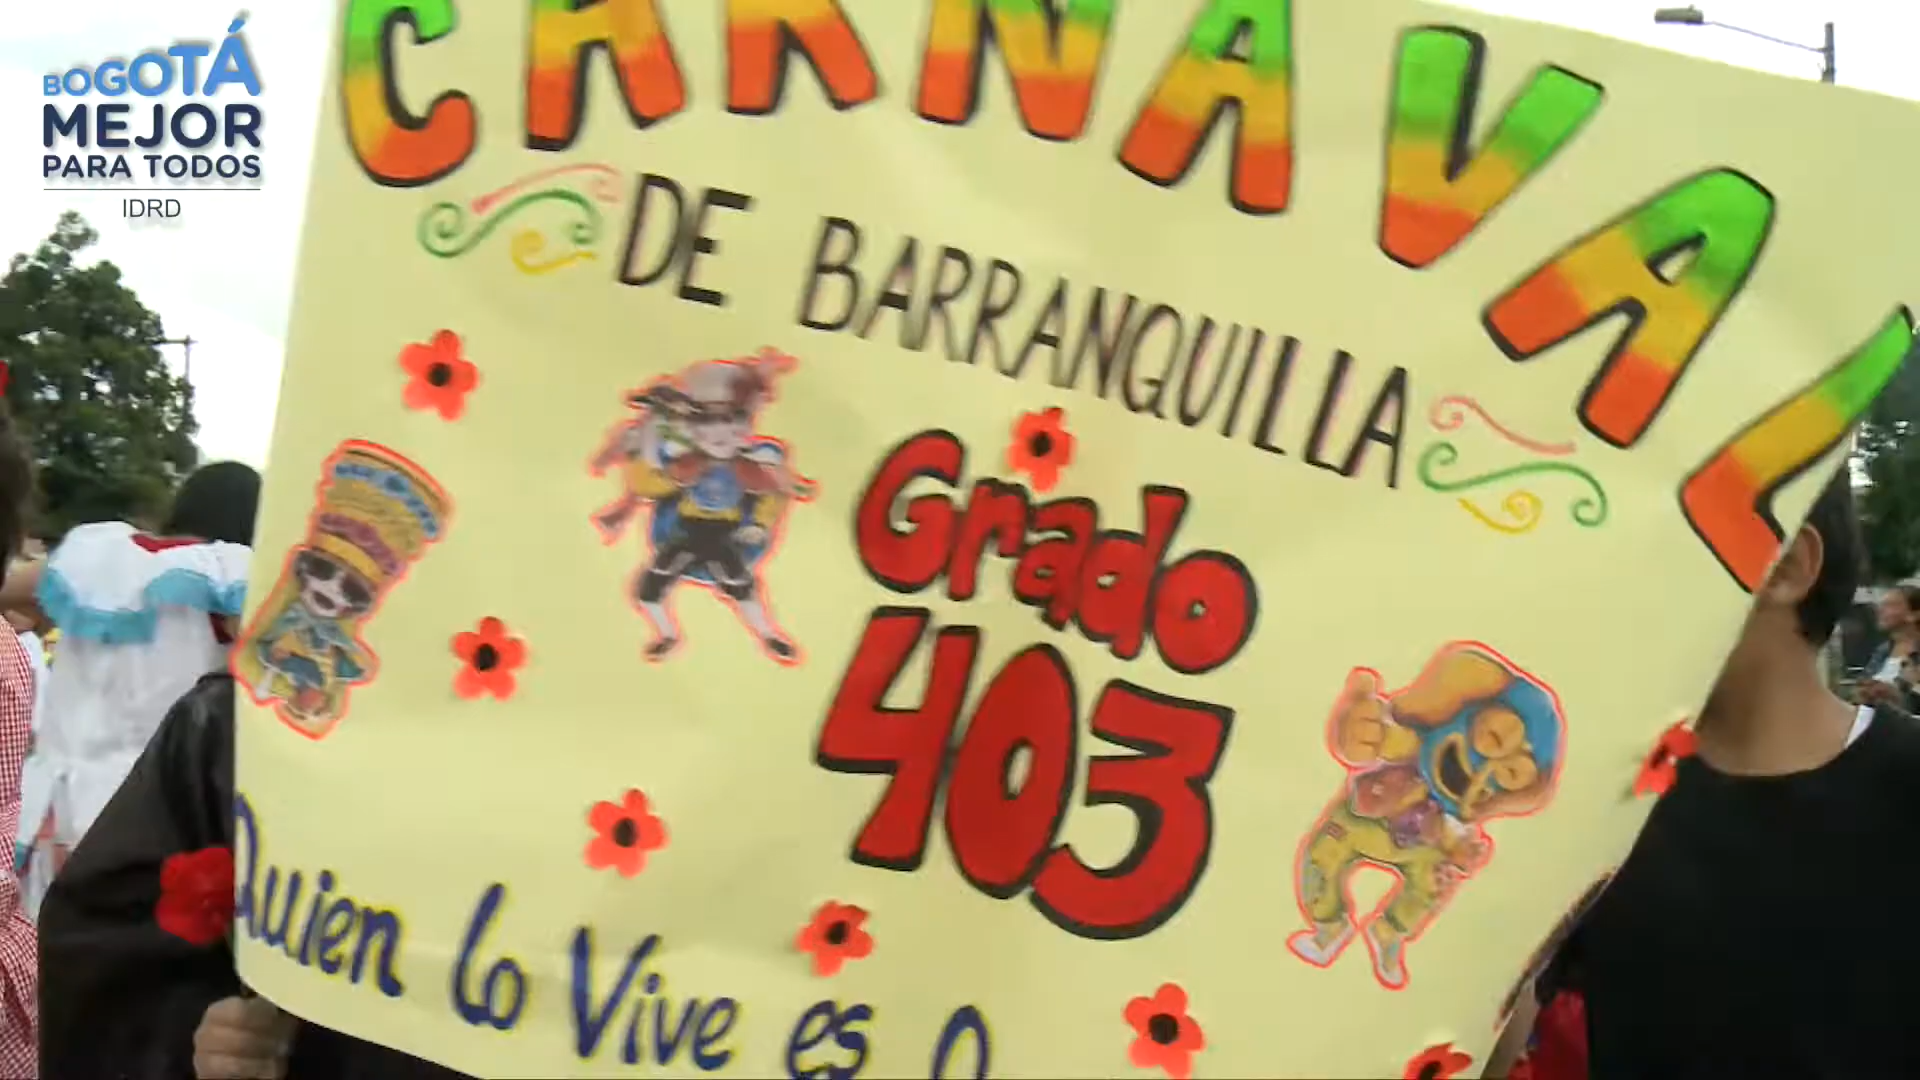 BOGOTÁ
MEJOR
PARA TODOS
IDRD
CARNAVAL
DE BARRANQUILLA
Grado
403
Quien lo Vive es